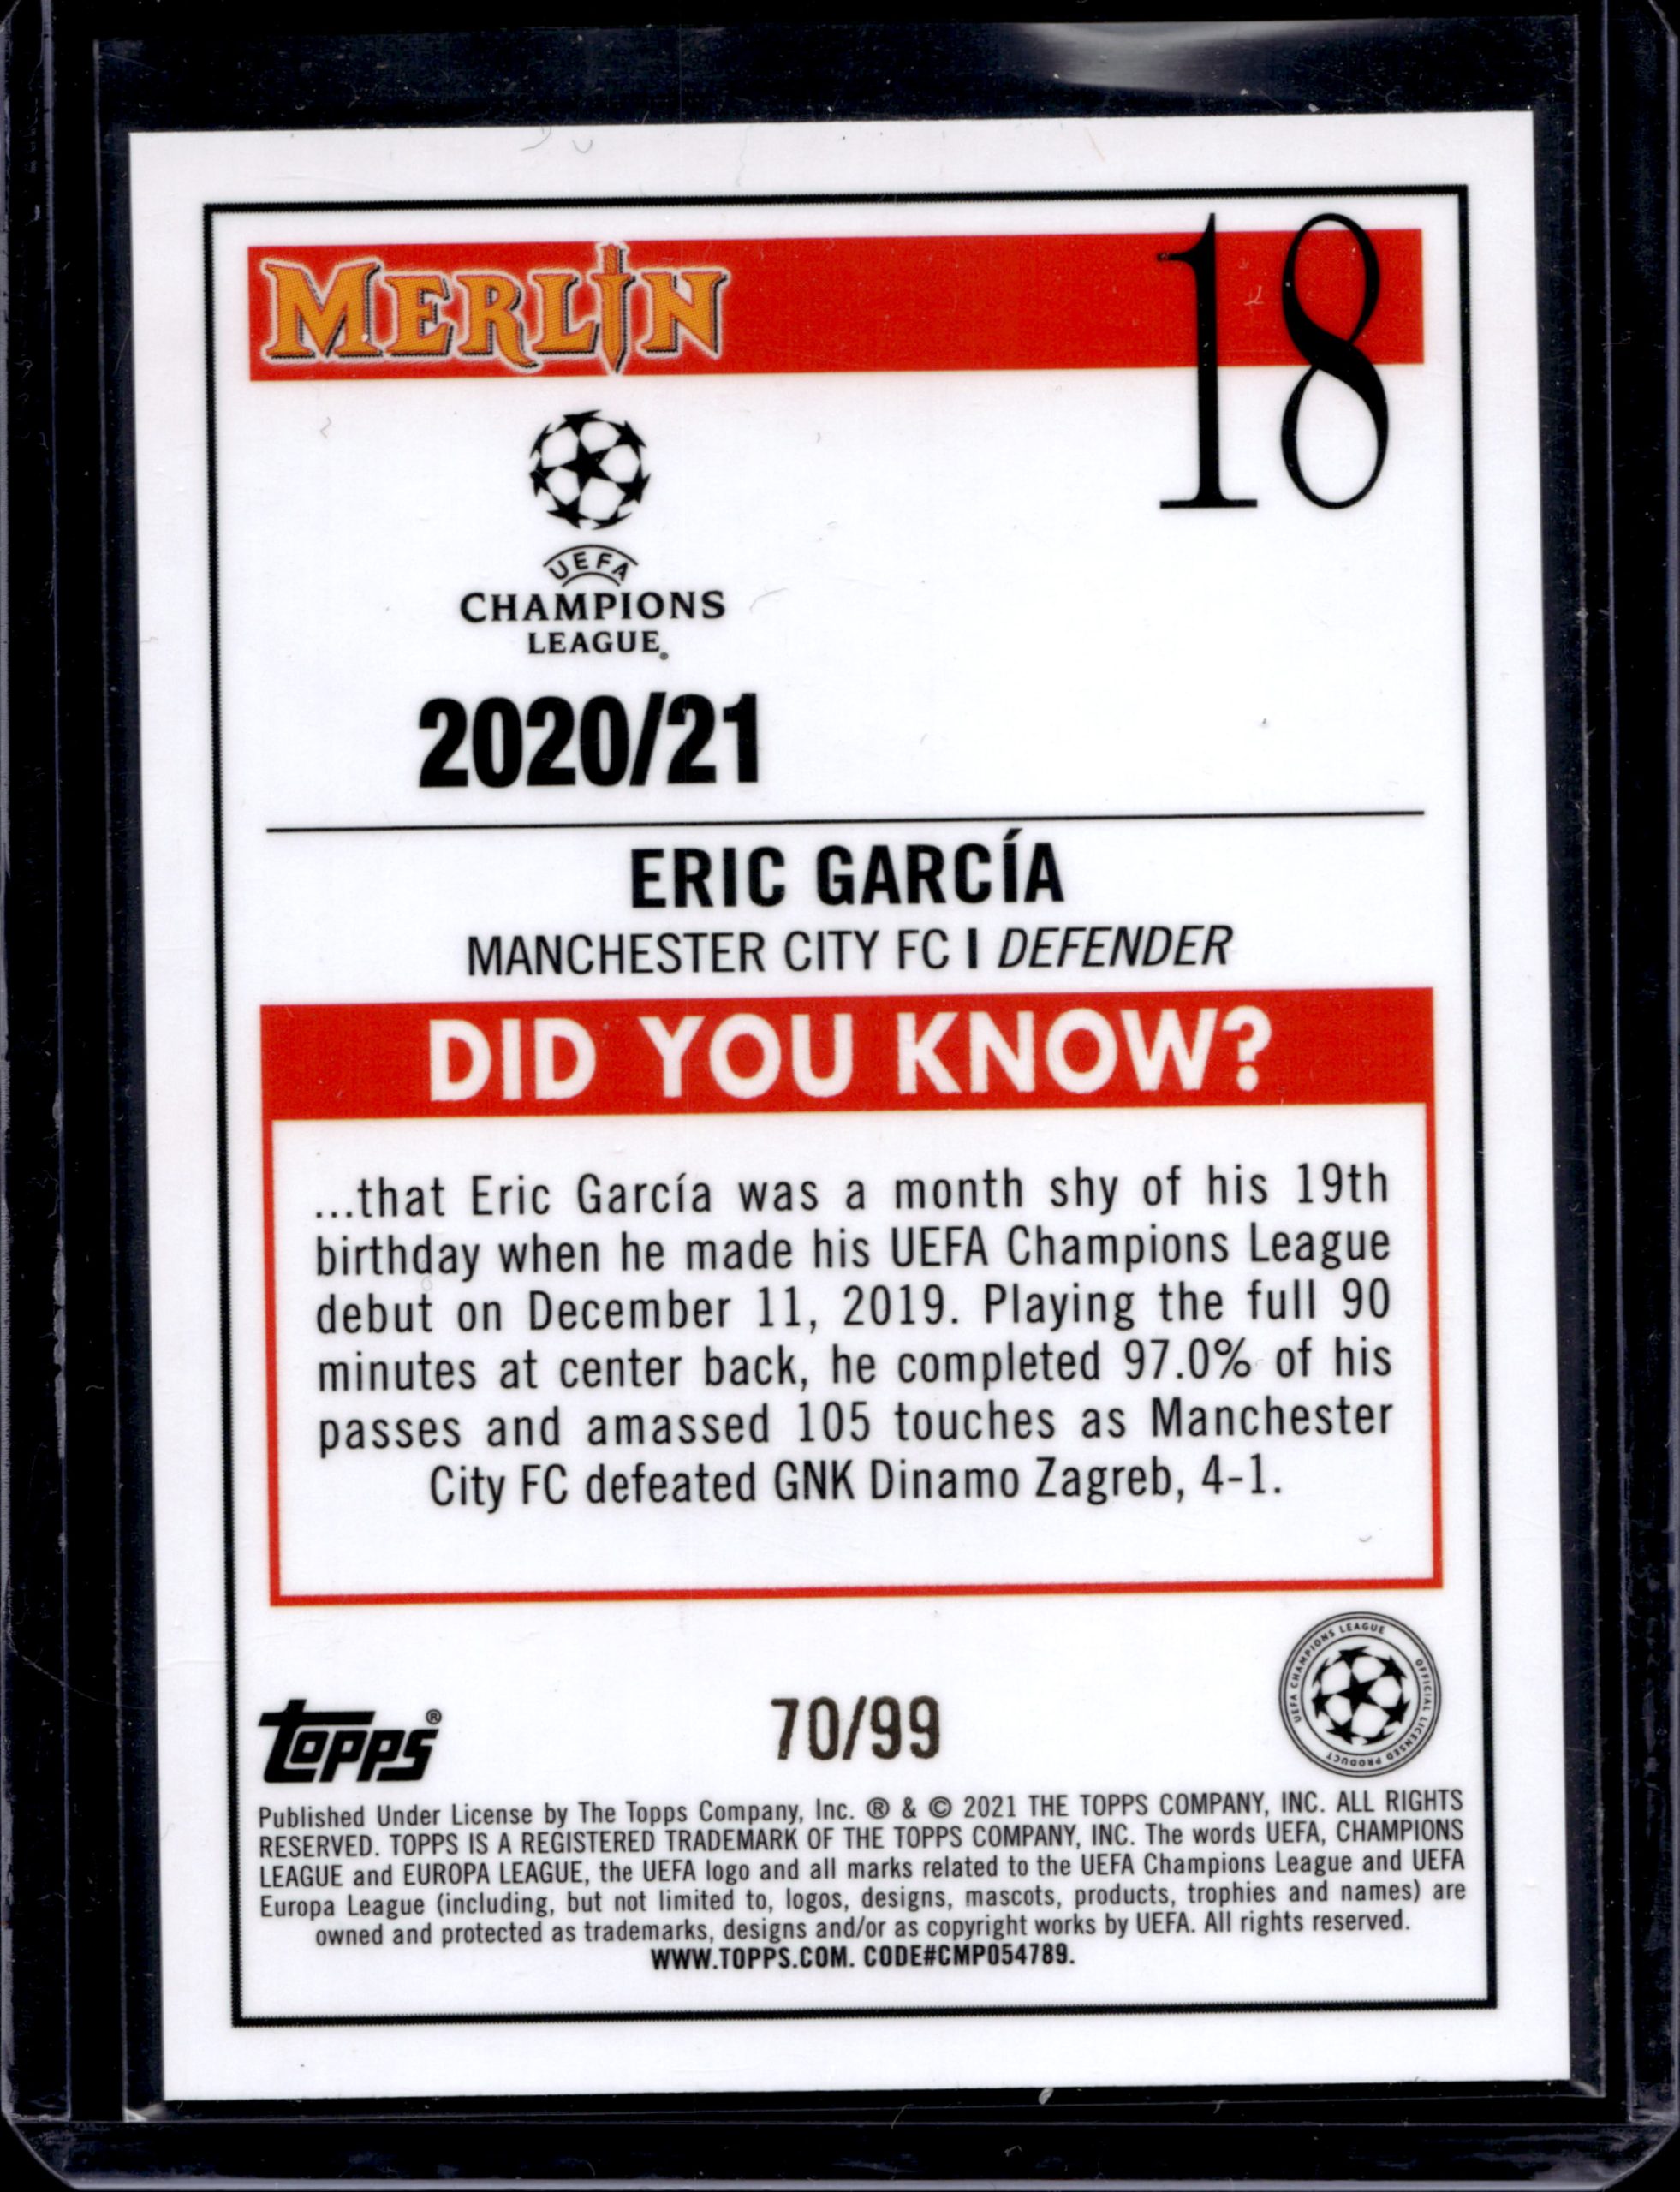 MERLIN
18
UEFA
CHAMPIONS
LEAGUE®
2020/21
ERIC GARCÍA
MANCHESTER CITY FC I DEFENDER
DID YOU KNOW?
...that Eric García was a month shy of his 19th
birthday when he made his UEFA Champions League
debut on December 11, 2019. Playing the full 90
minutes at center back, he completed 97.0% of his
passes and amassed 105 touches as Manchester
City FC defeated GNK Dinamo Zagreb, 4-1.
topps®
70/99
UEFA CHAMPIONS LEAGUE OFFICIAL LICENSED PRODUCT
Published Under License by The Topps Company, Inc. ® & © 2021 THE TOPPS COMPANY, INC. ALL RIGHTS
RESERVED. TOPPS IS A REGISTERED TRADEMARK OF THE TOPPS COMPANY, INC. The words UEFA, CHAMPIONS
LEAGUE and EUROPA LEAGUE, the UEFA logo and all marks related to the UEFA Champions League and UEFA
Europa League (including, but not limited to, logos, designs, mascots, products, trophies and names) are
owned and protected as trademarks, designs and/or as copyright works by UEFA. All rights reserved.
WWW.TOPPS.COM. CODE#CMP054789.